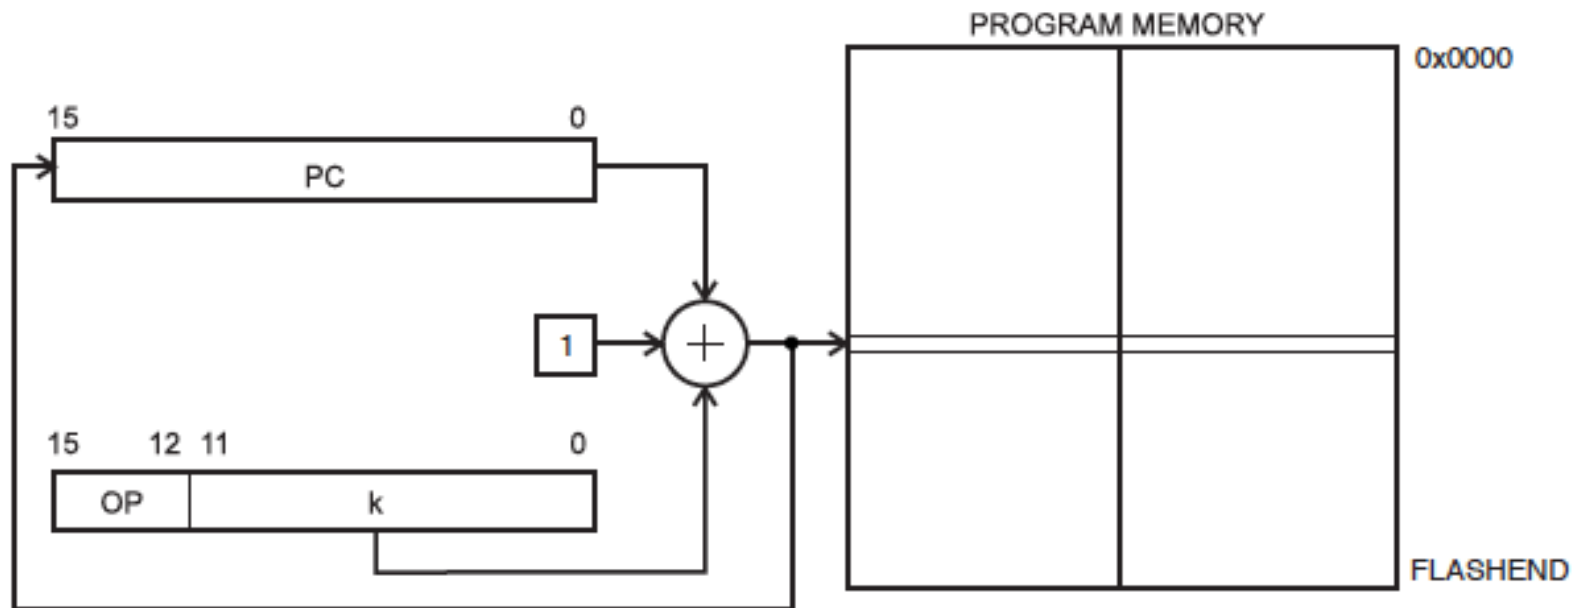 PROGRAM MEMORY
0x0000
15 0
PC
1
+
15 12 11 0
OP k
FLASHEND